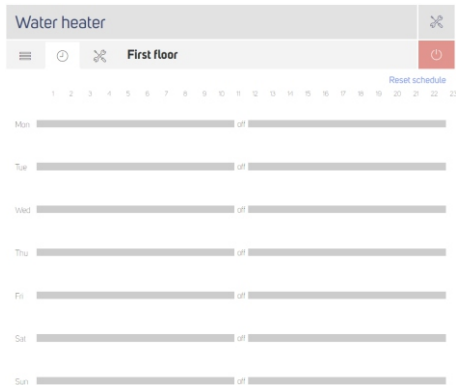 Water heater
First floor
Reset schedule
1 2 3 4 5 6 7 8 9 10 11 12 13 14 15 16 17 18 19 20 21 22 23
Mon off
Tue off
Wed off
Thu off
Fri off
Sat off
Sun off